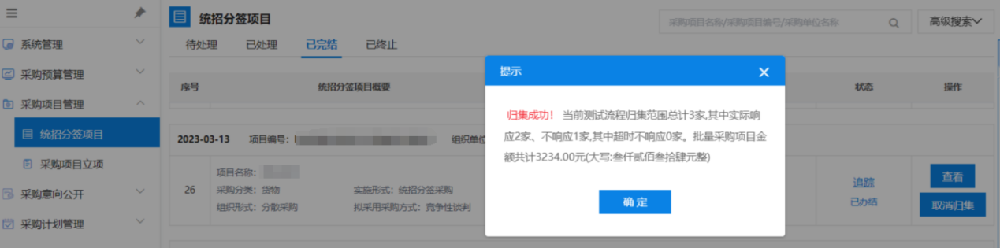 统招分签项目
采购项目名称/采购项目编号/采购单位名称
高级搜索
系统管理
采购预算管理
采购项目管理
统招分签项目
采购项目立项
采购意向公开
采购计划管理
待处理 已处理 已完结 已终止
序号 统招分签项目概要 状态 操作
2023-03-13 项目编号: 组织单位
26
项目名称:
采购分类: 货物 实施形式: 统招分签采购
组织形式: 分散采购 拟采用采购方式: 竞争性谈判
追踪
已办结
查看
取消归集
提示
归集成功! 当前测试流程归集范围总计3家,其中实际响
应2家、不响应1家,其中超时不响应0家。批量采购项目金
额共计3234.00元(大写:叁仟贰佰叁拾肆元整)
确定